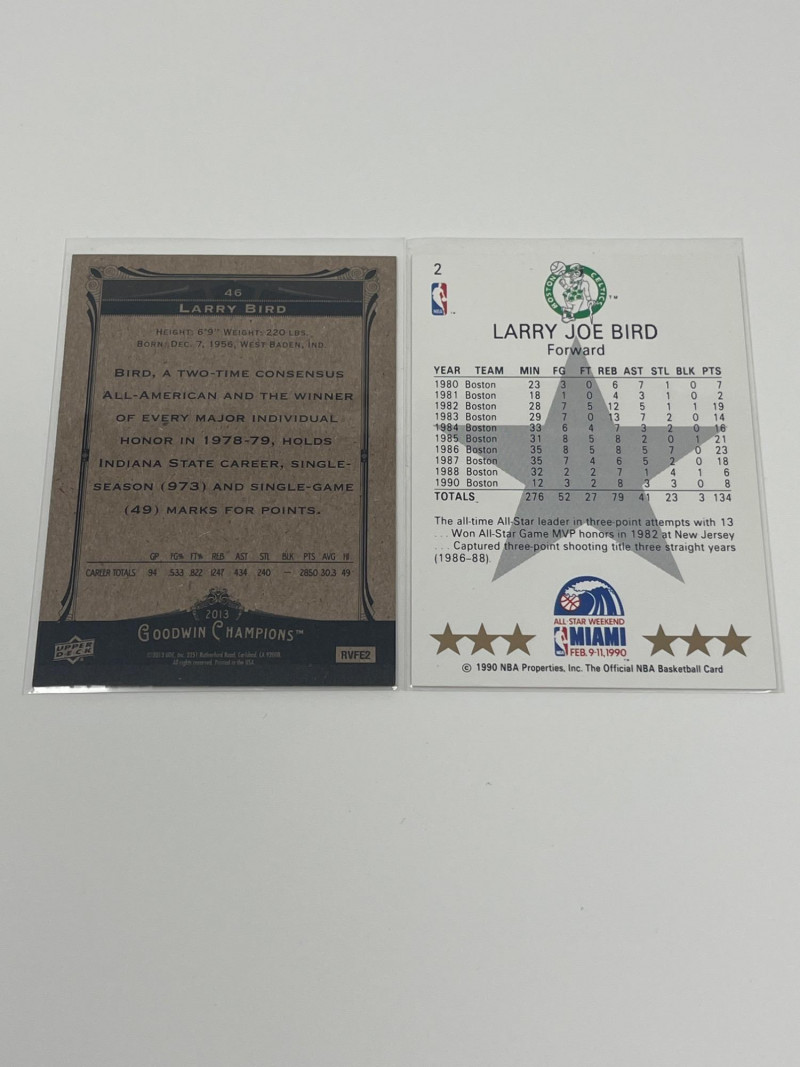 46
LARRY BIRD
HEIGHT: 6'9" WEIGHT: 220 LBS.
BORN: DEC. 7, 1956, WEST BADEN, IND.
BIRD, A TWO-TIME CONSENSUS
ALL-AMERICAN AND THE WINNER
OF EVERY MAJOR INDIVIDUAL
HONOR IN 1978-79, HOLDS
INDIANA STATE CAREER, SINGLE-
SEASON (973) AND SINGLE-GAME
(49) MARKS FOR POINTS.
GP FG% FT% REB AST STL BLK PTS AVG HI
CAREER TOTALS 94 .533 .822 1247 434 240 — 2850 30.3 49
2013
GOODWIN CHAMPIONS™
UPPER DECK
All rights reserved. Printed in the USA.
RVFE2
2
BOSTON CELTICS TM
NBA
LARRY JOE BIRD
Forward
YEAR TEAM MIN FG FT REB AST STL BLK PTS
1980 Boston 23 3 0 6 7 1 0 7
1981 Boston 18 1 0 4 3 1 0 2
1982 Boston 28 7 5 12 5 1 1 19
1983 Boston 29 7 0 13 7 2 0 14
1984 Boston 33 6 4 7 3 2 0 16
1985 Boston 31 8 5 8 2 0 1 21
1986 Boston 35 8 5 8 5 7 0 23
1987 Boston 35 7 4 6 5 2 0 18
1988 Boston 32 2 2 7 1 4 1 6
1990 Boston 12 3 2 8 3 3 0 8
TOTALS 276 52 27 79 41 23 3 134
The all-time All-Star leader in three-point attempts with 13
. . . Won All-Star Game MVP honors in 1982 at New Jersey
. . . Captured three-point shooting title three straight years
(1986–88).
ALL-STAR WEEKEND
NBA MIAMI
FEB. 9-11, 1990
© 1990 NBA Properties, Inc. The Official NBA Basketball Card